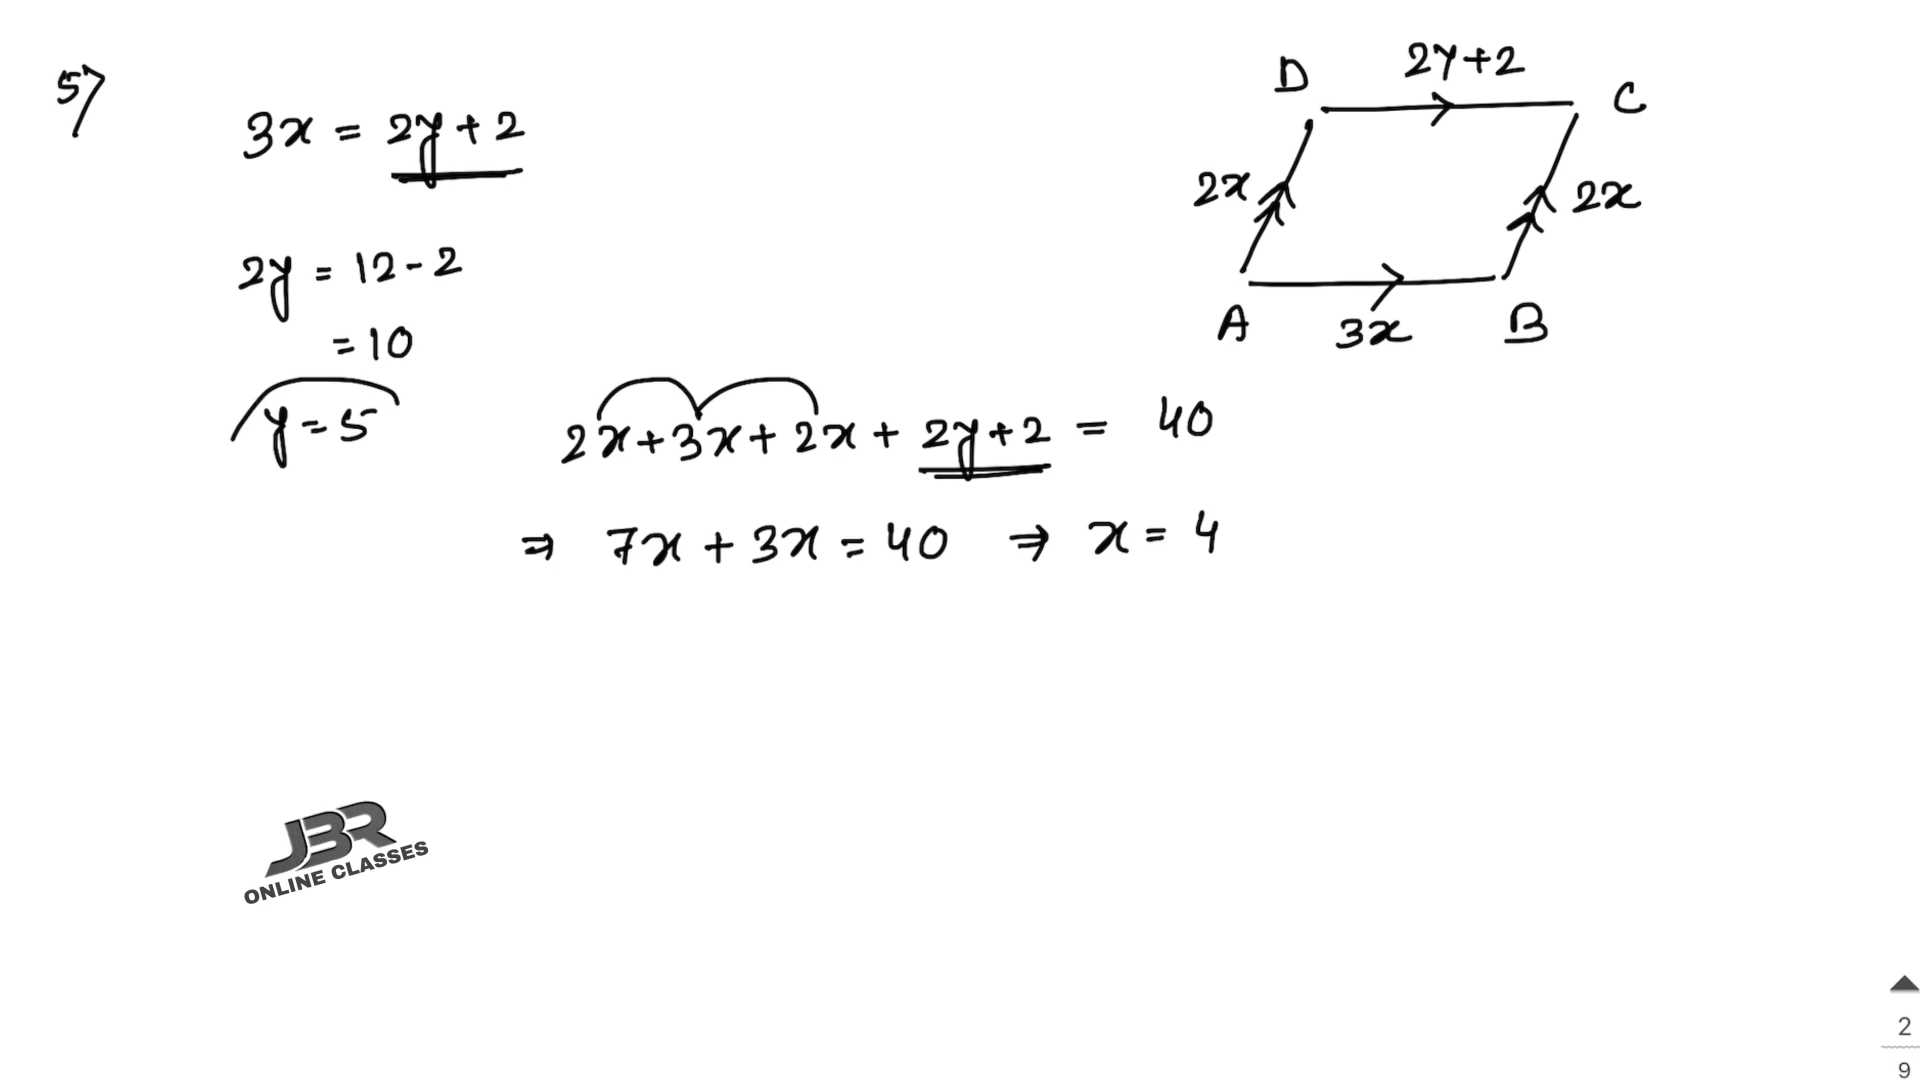 5)
3x = 2y + 2
2y = 12 - 2
= 10
y = 5
D 2y+2 C
2x 2x
A 3x B
2x + 3x + 2x + 2y + 2 = 40
⇒ 7x + 3x = 40 ⇒ x = 4
JBR
ONLINE CLASSES
2
9